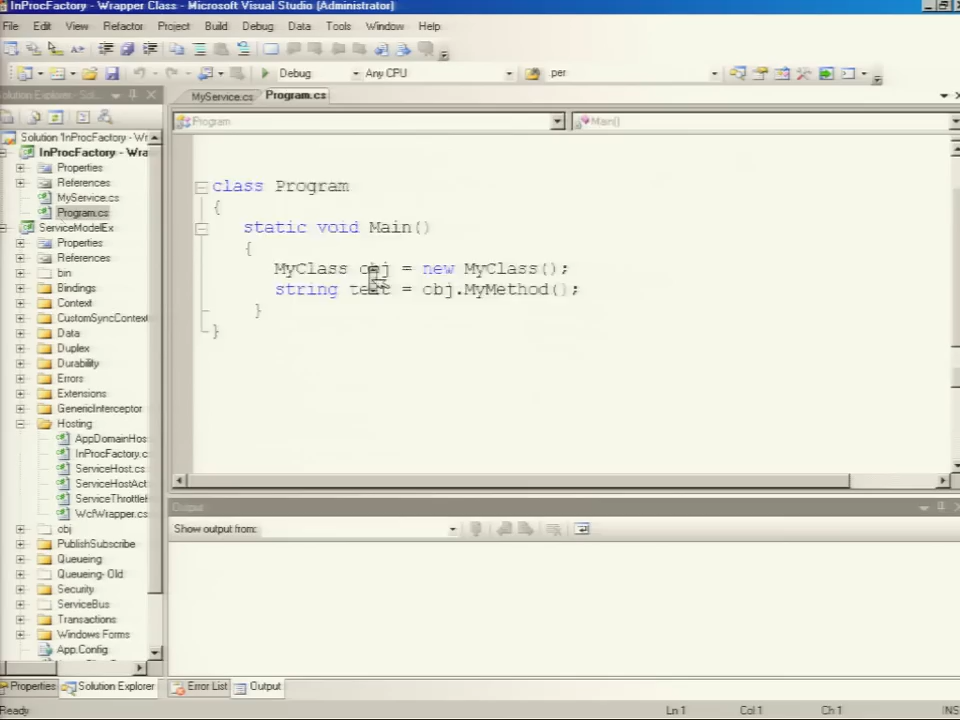 InProcFactory - Wrapper Class - Microsoft Visual Studio (Administrator)
File Edit View Refactor Project Build Debug Data Tools Window Help
Debug Any CPU per
Solution Explorer - Sol...
MyService.cs Program.cs
Program Main()
Solution 'InProcFactory - Wr
InProcFactory - Wra
Properties
References
MyService.cs
Program.cs
ServiceModelEx
Properties
References
bin
Bindings
Context
CustomSyncContext
Data
Duplex
Durability
Errors
Extensions
GenericInterceptor
Hosting
AppDomainHos
InProcFactory.c
ServiceHost.cs
ServiceHostAct
ServiceThrottleH
WcfWrapper.cs
obj
PublishSubscribe
Queueing
Queueing- Old
Security
ServiceBus
Transactions
Windows Forms
App.Config
class Program
{
static void Main()
{
MyClass obj = new MyClass();
string text = obj.MyMethod();
}
}
Output
Show output from:
Properties Solution Explorer Error List Output
Ready Ln 1 Col 1 Ch 1 INS